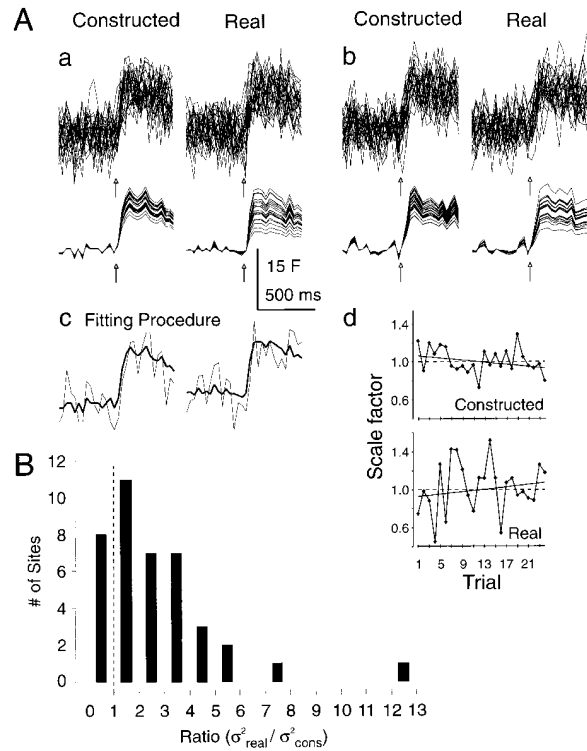 A
Constructed Real Constructed Real
a b
15 F
500 ms
c Fitting Procedure
d
1.4
1.0
0.6
Constructed
Scale factor
1.4
1.0
0.6
Real
1 5 9 13 17 21
Trial
B
12
10
8
6
4
2
0
# of Sites
0 1 2 3 4 5 6 7 8 9 10 11 12 13
Ratio (σ²real / σ²cons)